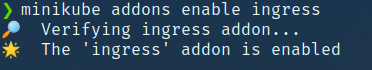 ❯ minikube addons enable ingress
🔎 Verifying ingress addon...
🌟 The 'ingress' addon is enabled